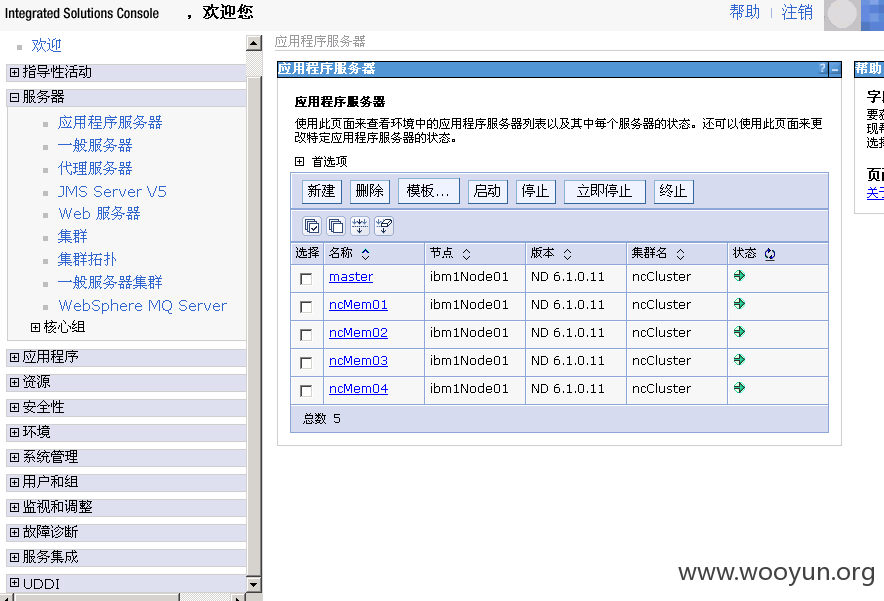 Integrated Solutions Console
，欢迎您
帮助 | 注销
欢迎
指导性活动
服务器
应用程序服务器
一般服务器
代理服务器
JMS Server V5
Web 服务器
集群
集群拓扑
一般服务器集群
WebSphere MQ Server
核心组
应用程序
资源
安全性
环境
系统管理
用户和组
监视和调整
故障诊断
服务集成
UDDI
应用程序服务器
应用程序服务器 ? –
应用程序服务器
使用此页面来查看环境中的应用程序服务器列表以及其中每个服务器的状态。还可以使用此页面来更
改特定应用程序服务器的状态。
首选项
新建 删除 模板... 启动 停止 立即停止 终止
选择 名称 节点 版本 集群名 状态
master ibm1Node01 ND 6.1.0.11 ncCluster
ncMem01 ibm1Node01 ND 6.1.0.11 ncCluster
ncMem02 ibm1Node01 ND 6.1.0.11 ncCluster
ncMem03 ibm1Node01 ND 6.1.0.11 ncCluster
ncMem04 ibm1Node01 ND 6.1.0.11 ncCluster
总数 5
帮助
要
现
选择
关于
www.wooyun.org